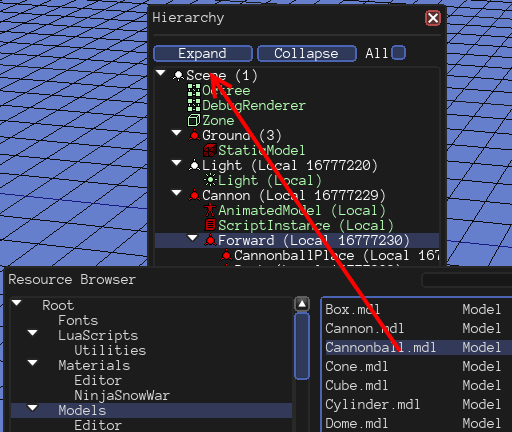 Hierarchy
Expand Collapse All
Scene (1)
Octree
DebugRenderer
Zone
Ground (3)
StaticModel
Light (Local 16777220)
Light (Local)
Cannon (Local 16777229)
AnimatedModel (Local)
ScriptInstance (Local)
Forward (Local 16777230)
CannonballPlace (Local 167
Resource Browser
Root
Fonts
LuaScripts
Utilities
Materials
Editor
NinjaSnowWar
Models
Editor
Box.mdl Model
Cannon.mdl Model
Cannonball.mdl Model
Cone.mdl Model
Cube.mdl Model
Cylinder.mdl Model
Dome.mdl Model